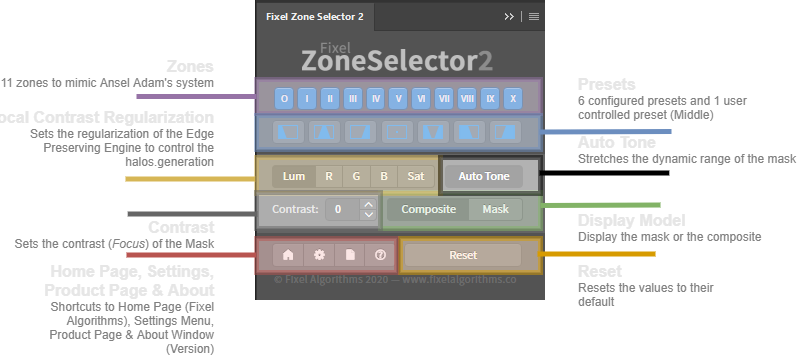 Fixel Zone Selector 2
Fixel
ZoneSelector2
O I II III IV V VI VII VIII IX X
Lum R G B Sat
Auto Tone
Contrast: 0
Composite Mask
Reset
© Fixel Algorithms 2020 — www.fixelalgorithms.co
Zones
11 zones to mimic Ansel Adam's system
ocal Contrast Regularization
Sets the regularization of the Edge
Preserving Engine to control the
halos.generation
Contrast
Sets the contrast (Focus) of the Mask
Home Page, Settings,
Product Page & About
Shortcuts to Home Page (Fixel
Algorithms), Settings Menu,
Product Page & About Window
(Version)
Presets
6 configured presets and 1 user
controlled preset (Middle)
Auto Tone
Stretches the dynamic range of the mask
Display Model
Display the mask or the composite
Reset
Resets the values to their
default